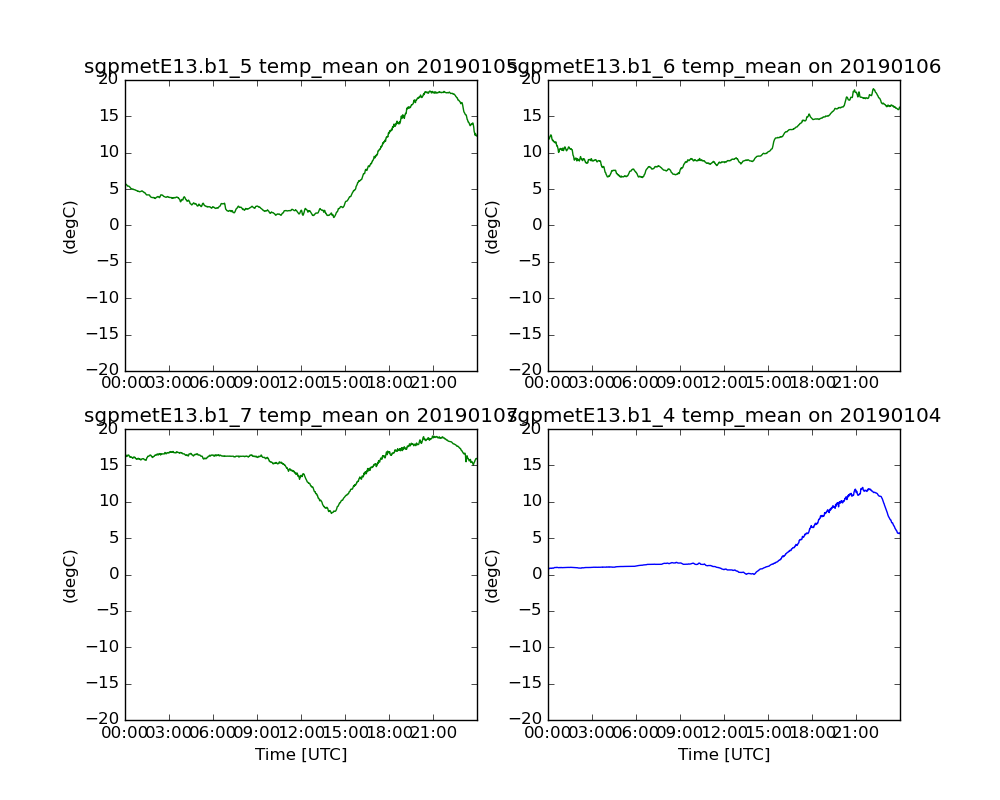 sgpmetE13.b1_5 temp_mean on 20190105
20
15
10
5
0
−5
−10
−15
−20
(degC)
00:00 03:00 06:00 09:00 12:00 15:00 18:00 21:00
sgpmetE13.b1_6 temp_mean on 20190106
20
15
10
5
0
−5
−10
−15
−20
(degC)
00:00 03:00 06:00 09:00 12:00 15:00 18:00 21:00
sgpmetE13.b1_7 temp_mean on 20190107
20
15
10
5
0
−5
−10
−15
−20
(degC)
00:00 03:00 06:00 09:00 12:00 15:00 18:00 21:00
Time [UTC]
sgpmetE13.b1_4 temp_mean on 20190104
20
15
10
5
0
−5
−10
−15
−20
(degC)
00:00 03:00 06:00 09:00 12:00 15:00 18:00 21:00
Time [UTC]